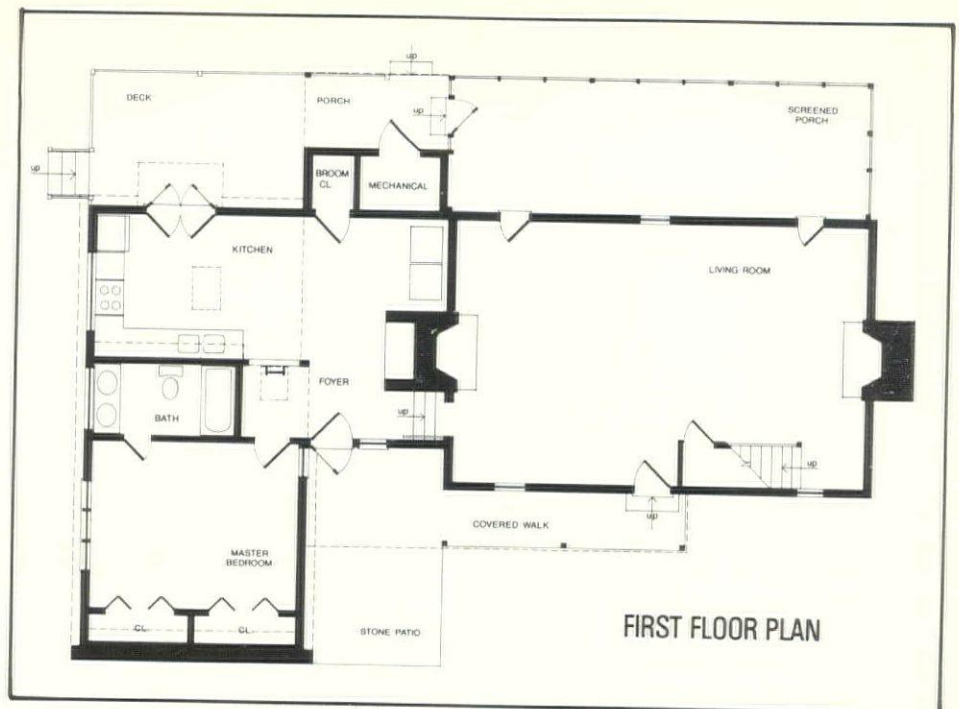 up
DECK
PORCH
up
SCREENED
PORCH
up
BROOM
CL
MECHANICAL
KITCHEN
LIVING ROOM
FOYER
up
BATH
up
up
COVERED WALK
MASTER
BEDROOM
CL
CL
STONE PATIO
FIRST FLOOR PLAN